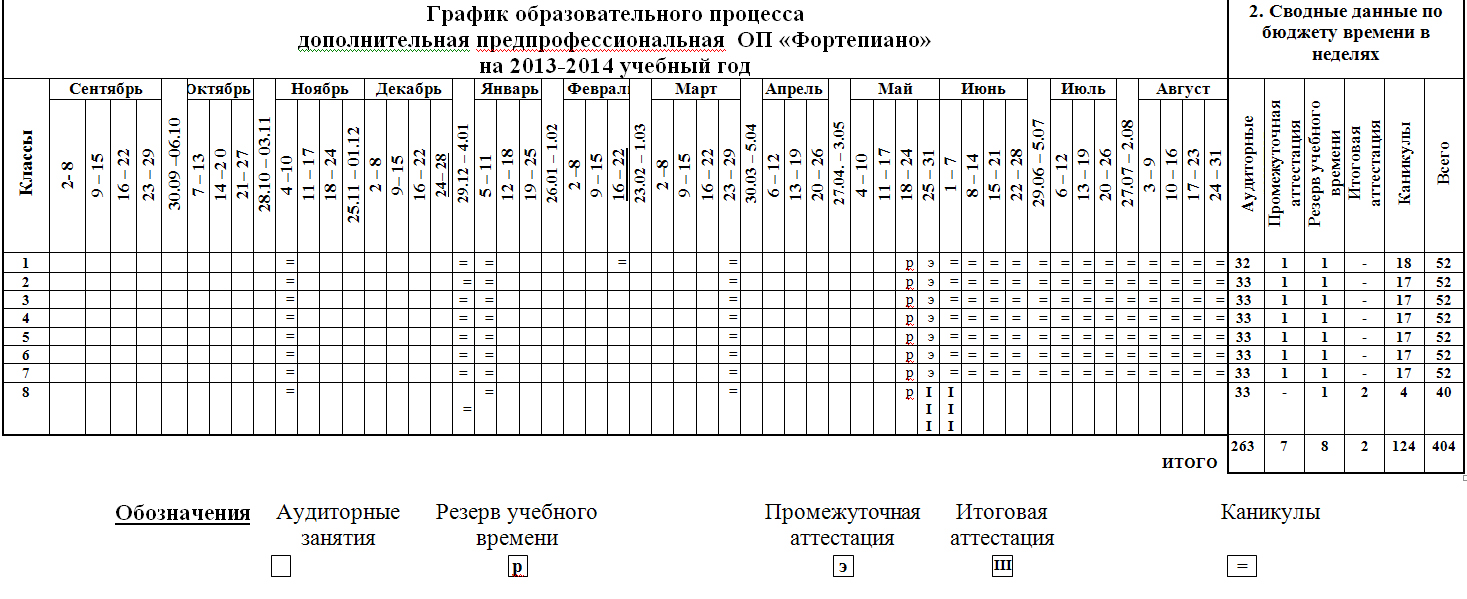 График образовательного процесса
дополнительная предпрофессиональная ОП «Фортепиано»
на 2013-2014 учебный год
2. Сводные данные по
бюджету времени в
неделях
Классы
Сентябрь Октябрь Ноябрь Декабрь Январь Феврал Март Апрель Май Июнь Июль Август
2- 8
9 – 15
16 – 22
23 – 29
30.09 –06.10
7 – 13
14 -2 0
21– 27
28.10 – 03.11
4 –10
11 – 17
18 – 24
25.11– 01.12
2 – 8
9– 15
16 – 22
24–28
29.12 – 4.01
5 – 11
12 – 18
19 – 25
26.01 – 1.02
2 –8
9 – 15
16 – 22
23.02 – 1.03
2 –8
9 – 15
16 – 22
23 – 29
30.03 – 5.04
6 – 12
13 – 19
20 – 26
27.04. – 3.05
4 – 10
11 – 17
18 – 24
25 – 31
1 – 7
8 – 14
15 – 21
22 – 28
29.06 – 5.07
6 – 12
13 – 19
20 – 26
27.07 – 2.08
3 – 9
10 – 16
17 – 23
24 – 31
Аудиторные
Промежуточная
аттестация
Резерв учебного
времени
Итоговая
аттестация
Каникулы
Всего
1 = = = = = р э = = = = = = = = = = = = = 32 1 1 - 18 52
2 = = = = р э = = = = = = = = = = = = = 33 1 1 - 17 52
3 = = = = р э = = = = = = = = = = = = = 33 1 1 - 17 52
4 = = = = р э = = = = = = = = = = = = = 33 1 1 - 17 52
5 = = = = р э = = = = = = = = = = = = = 33 1 1 - 17 52
6 = = = = р э = = = = = = = = = = = = = 33 1 1 - 17 52
7 = = = = р э = = = = = = = = = = = = = 33 1 1 - 17 52
8 = = = р I I 33 - 1 2 4 40
= I I
I I
ИТОГО 263 7 8 2 124 404
Обозначения Аудиторные Резерв учебного Промежуточная Итоговая Каникулы
занятия времени аттестация аттестация
р э III =